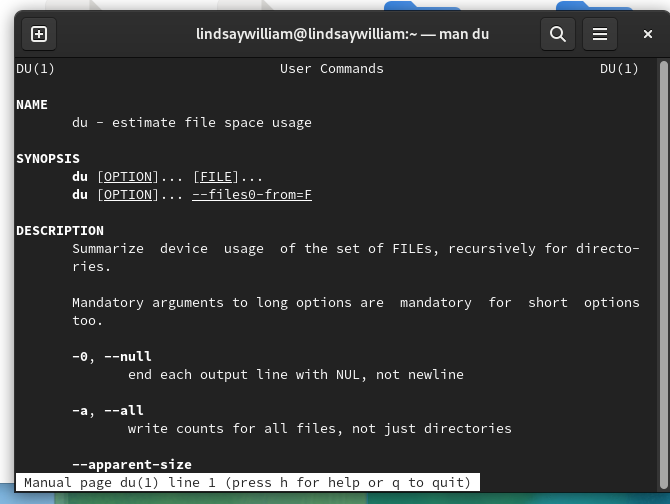 lindsaywilliam@lindsaywilliam:~ — man du
DU(1) User Commands DU(1)
NAME
du - estimate file space usage
SYNOPSIS
du [OPTION]... [FILE]...
du [OPTION]... --files0-from=F
DESCRIPTION
Summarize device usage of the set of FILEs, recursively for directo-
ries.
Mandatory arguments to long options are mandatory for short options
too.
-0, --null
end each output line with NUL, not newline
-a, --all
write counts for all files, not just directories
--apparent-size
Manual page du(1) line 1 (press h for help or q to quit)